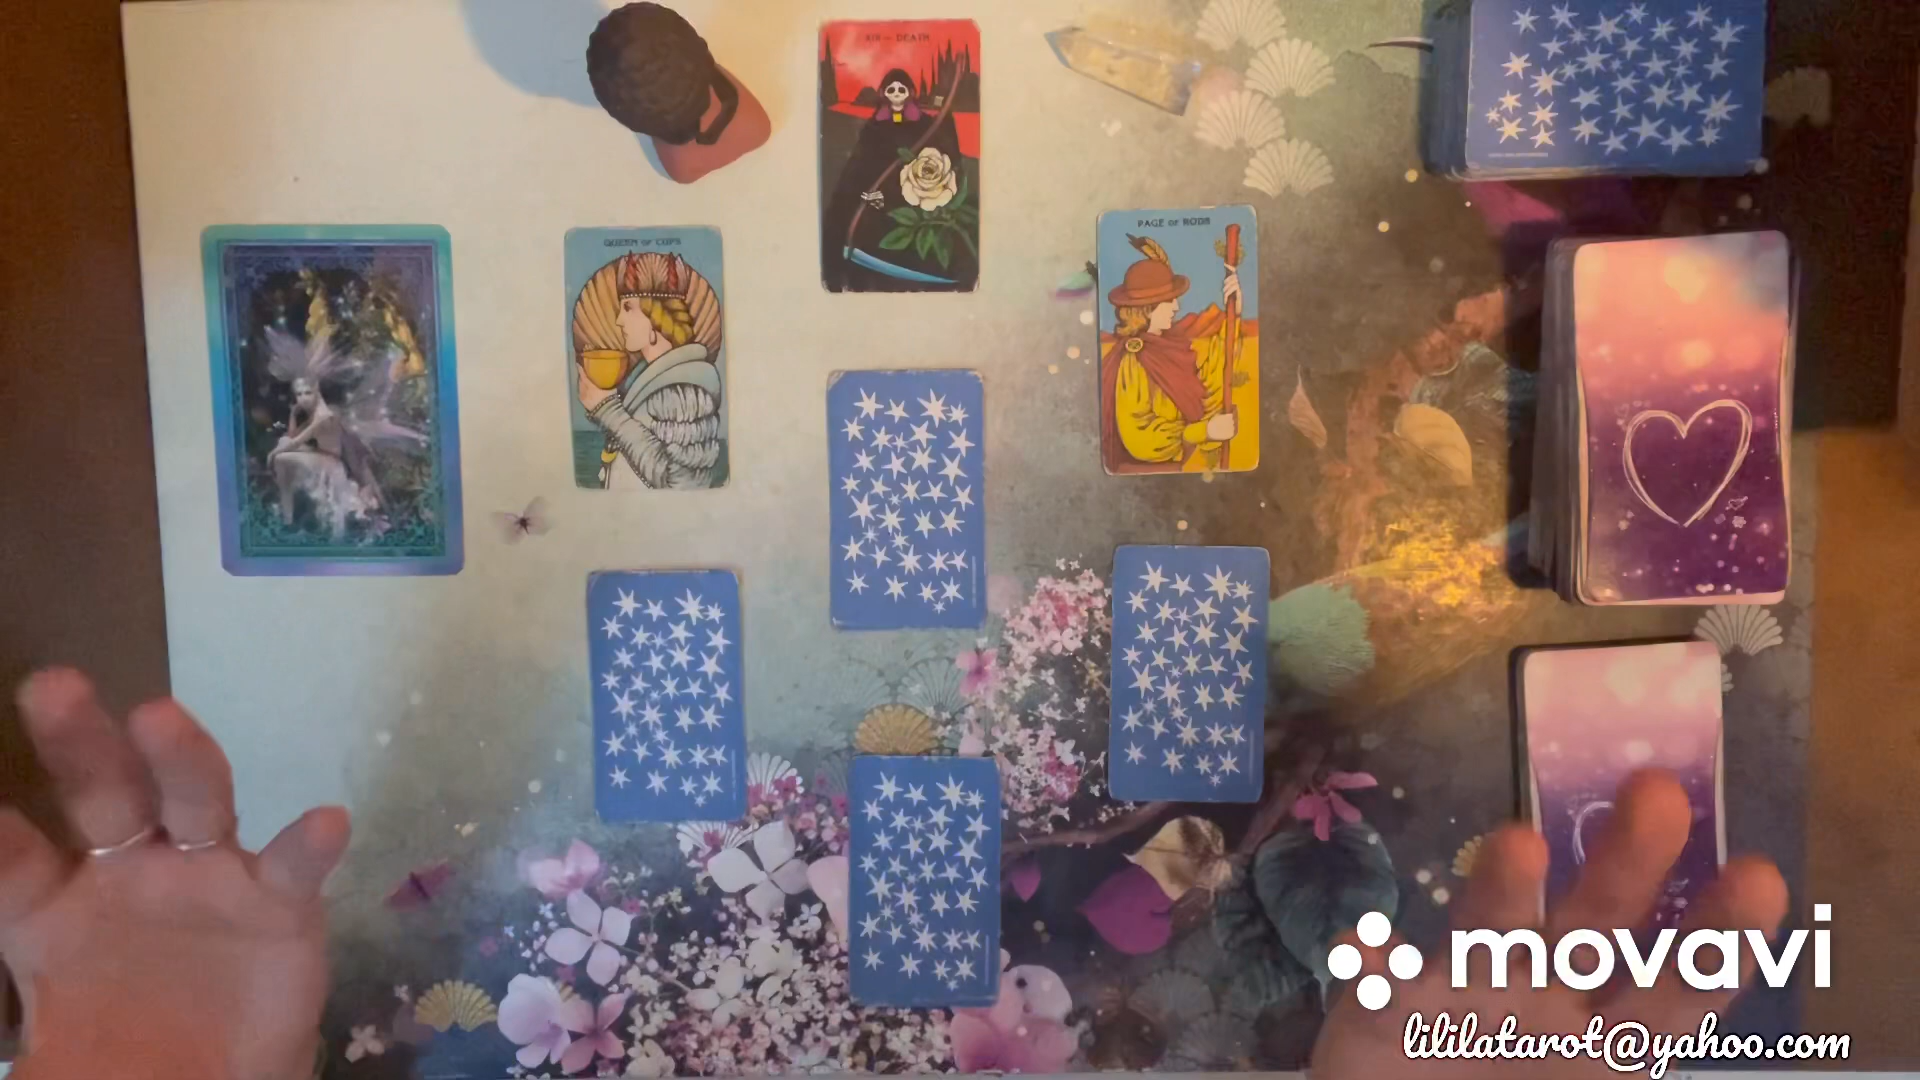 XIII — DEATH
PAGE OF RODS
QUEEN OF CUPS
movavi
lililatarot@yahoo.com